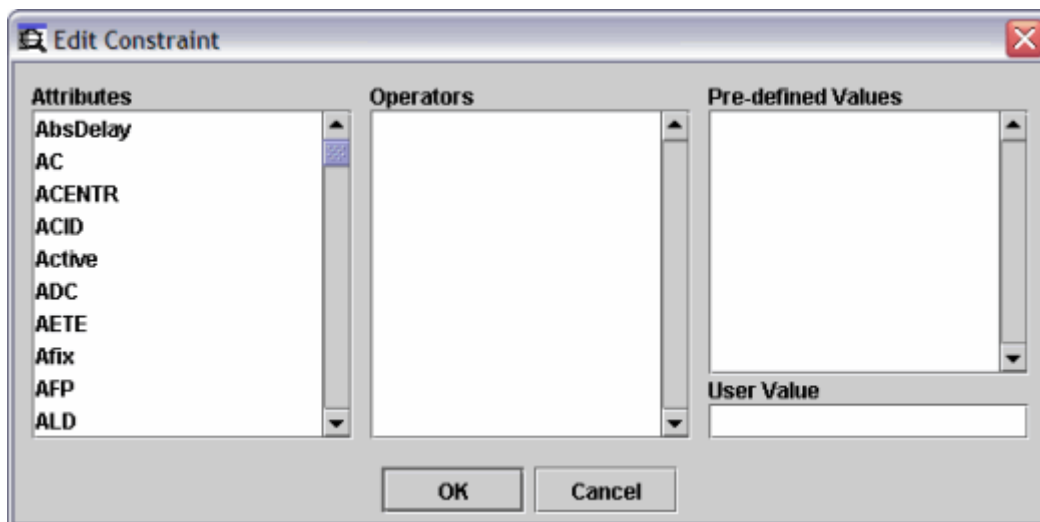 Edit Constraint
Attributes
AbsDelay
AC
ACENTR
ACID
Active
ADC
AETE
Afix
AFP
ALD
Operators
Pre-defined Values
User Value
OK
Cancel